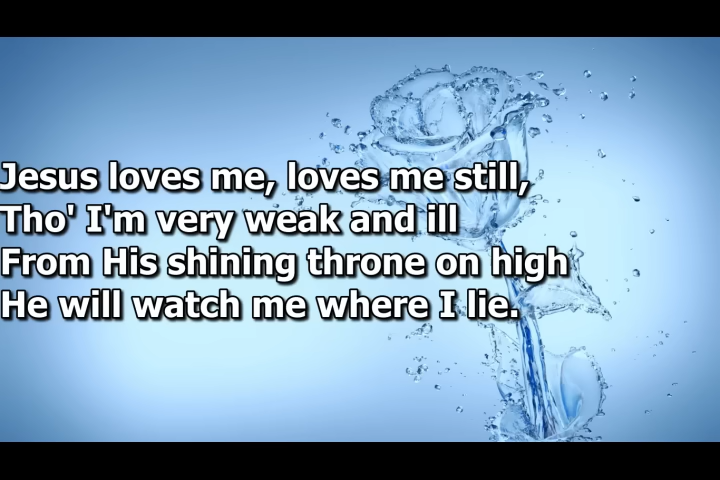 Jesus loves me, loves me still,
Tho' I'm very weak and ill
From His shining throne on high
He will watch me where I lie.